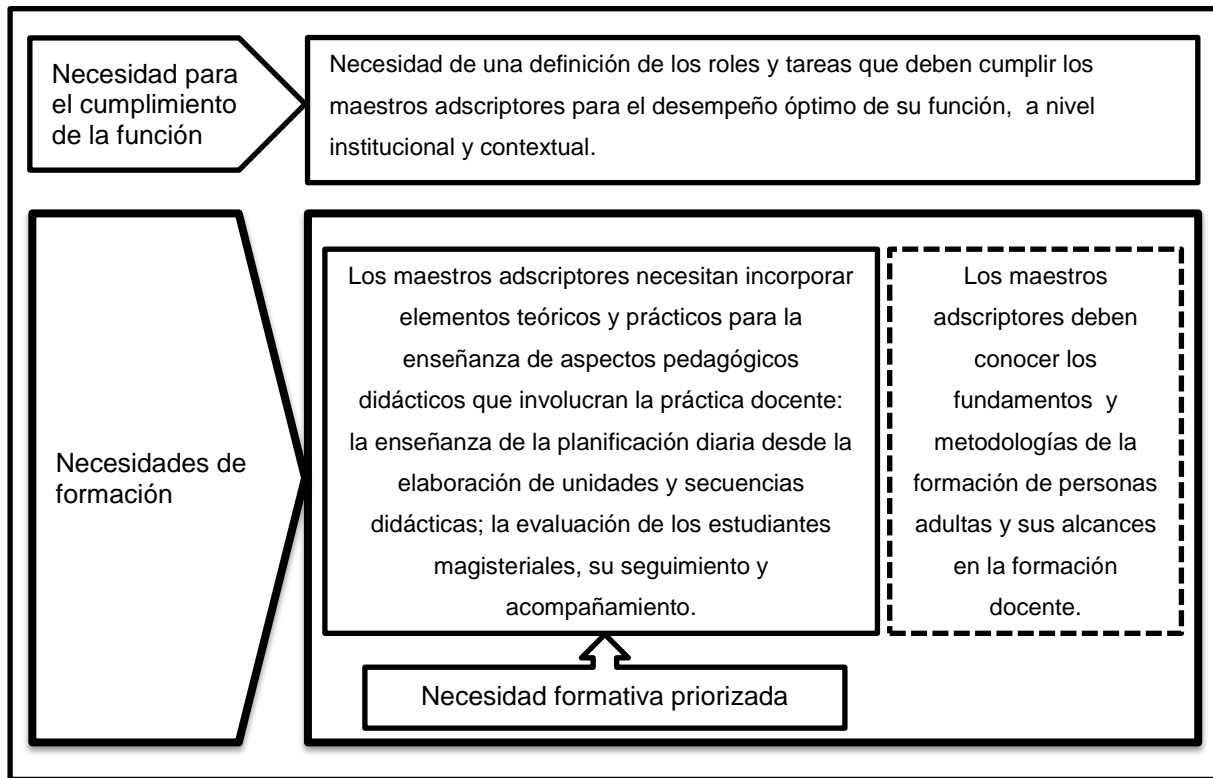 Necesidad para
el cumplimiento
de la función
Necesidad de una definición de los roles y tareas que deben cumplir los
maestros adscriptores para el desempeño óptimo de su función, a nivel
institucional y contextual.
Necesidades de
formación
Los maestros adscriptores necesitan incorporar
elementos teóricos y prácticos para la
enseñanza de aspectos pedagógicos
didácticos que involucran la práctica docente:
la enseñanza de la planificación diaria desde la
elaboración de unidades y secuencias
didácticas; la evaluación de los estudiantes
magisteriales, su seguimiento y
acompañamiento.
Los maestros
adscriptores deben
conocer los
fundamentos y
metodologías de la
formación de personas
adultas y sus alcances
en la formación
docente.
Necesidad formativa priorizada